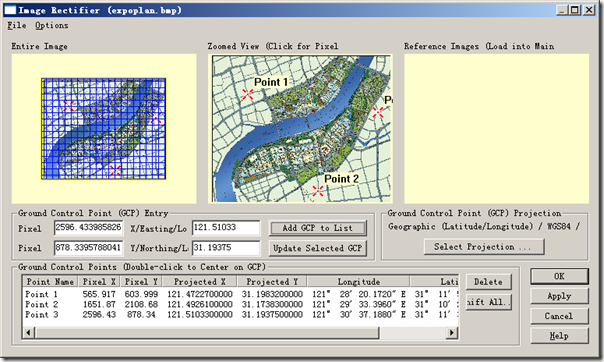 Image Rectifier (expoplan.bmp)
File Options
Entire Image
Zoomed View (Click for Pixel
Reference Images (Load into Main
Point 1
Point 2
Ground Control Point (GCP) Entry
Pixel 2596.433985826 X/Easting/Lo 121.51033 Add GCP to List
Pixel 878.3395788041 Y/Northing/L 31.19375 Update Selected GCP
Ground Control Point (GCP) Projection
Geographic (Latitude/Longitude) / WGS84 /
Select Projection ...
Ground Control Points (Double-click to Center on GCP)
Point Name Pixel X Pixel Y Projected X Projected Y Longitude Lati
Point 1 565.917 603.999 121.4722700000 31.1983200000 121° 28' 20.1720" E 31° 11'
Point 2 1651.87 2108.68 121.4926100000 31.1738300000 121° 29' 33.3960" E 31° 10'
Point 3 2596.43 878.34 121.5103300000 31.1937500000 121° 30' 37.1880" E 31° 11'
Delete
hift All..
OK
Apply
Cancel
Help